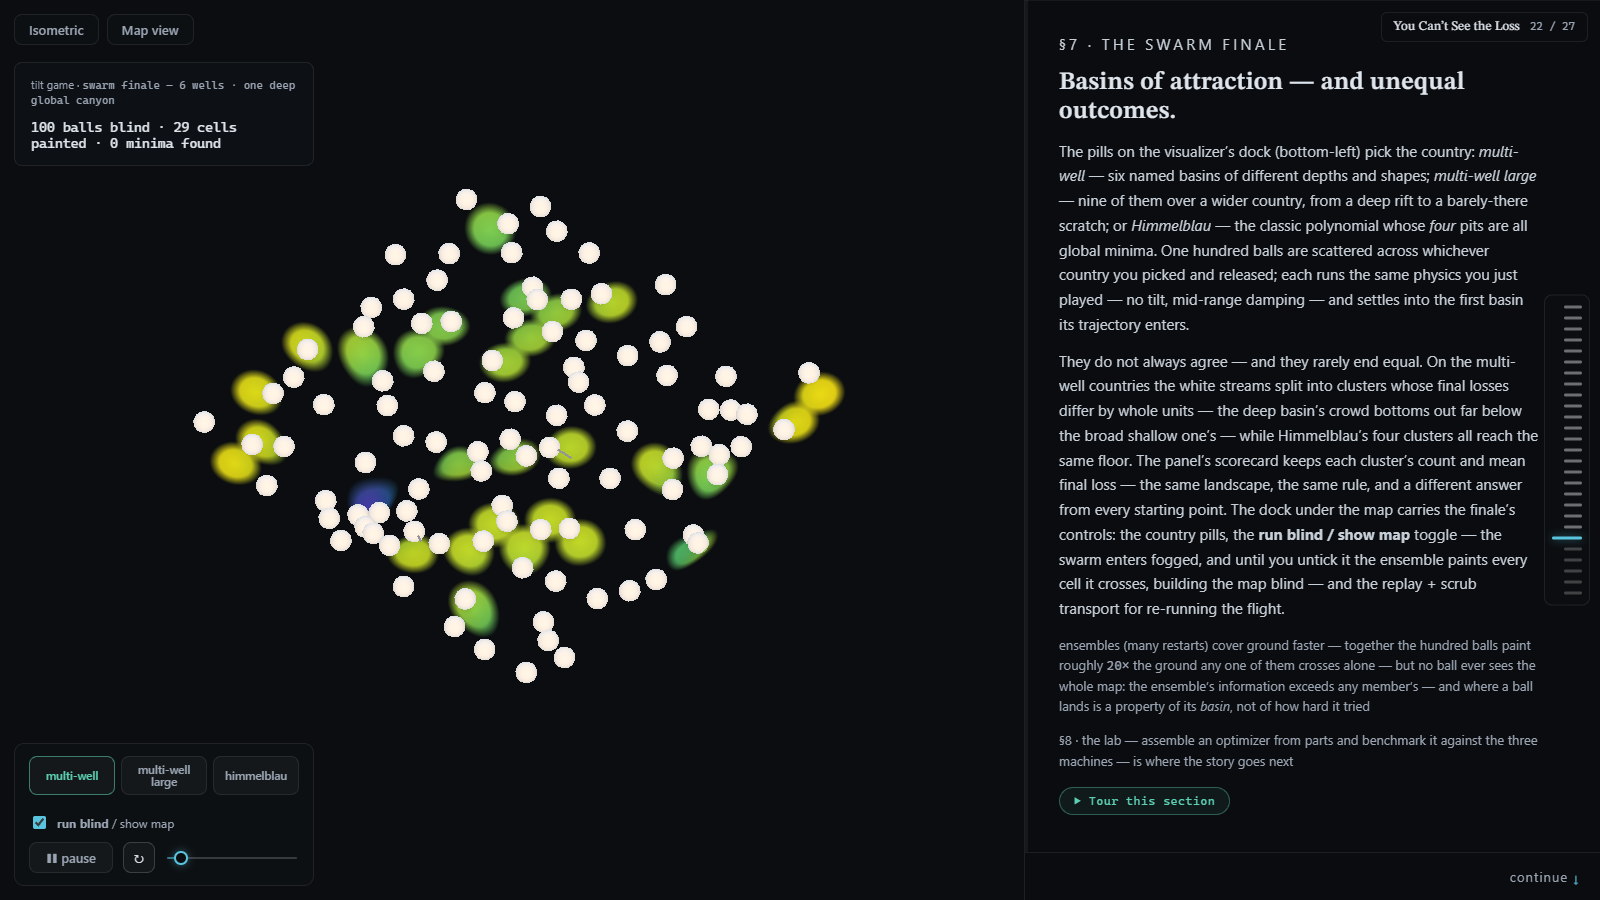 Isometric
Map view
tilt game · swarm finale — 6 wells · one deep
global canyon
100 balls blind · 29 cells
painted · 0 minima found
multi-well
multi-well
large
himmelblau
run blind / show map
pause
↻
You Can't See the Loss 22 / 27
§7 · THE SWARM FINALE
Basins of attraction — and unequal
outcomes.
The pills on the visualizer's dock (bottom-left) pick the country: multi-
well — six named basins of different depths and shapes; multi-well large
— nine of them over a wider country, from a deep rift to a barely-there
scratch; or Himmelblau — the classic polynomial whose four pits are all
global minima. One hundred balls are scattered across whichever
country you picked and released; each runs the same physics you just
played — no tilt, mid-range damping — and settles into the first basin
its trajectory enters.
They do not always agree — and they rarely end equal. On the multi-
well countries the white streams split into clusters whose final losses
differ by whole units — the deep basin's crowd bottoms out far below
the broad shallow one's — while Himmelblau's four clusters all reach the
same floor. The panel's scorecard keeps each cluster's count and mean
final loss — the same landscape, the same rule, and a different answer
from every starting point. The dock under the map carries the finale's
controls: the country pills, the run blind / show map toggle — the
swarm enters fogged, and until you untick it the ensemble paints every
cell it crosses, building the map blind — and the replay + scrub
transport for re-running the flight.
ensembles (many restarts) cover ground faster — together the hundred balls paint
roughly 20× the ground any one of them crosses alone — but no ball ever sees the
whole map: the ensemble's information exceeds any member's — and where a ball
lands is a property of its basin, not of how hard it tried
§8 · the lab — assemble an optimizer from parts and benchmark it against the three
machines — is where the story goes next
▶ Tour this section
continue ↓